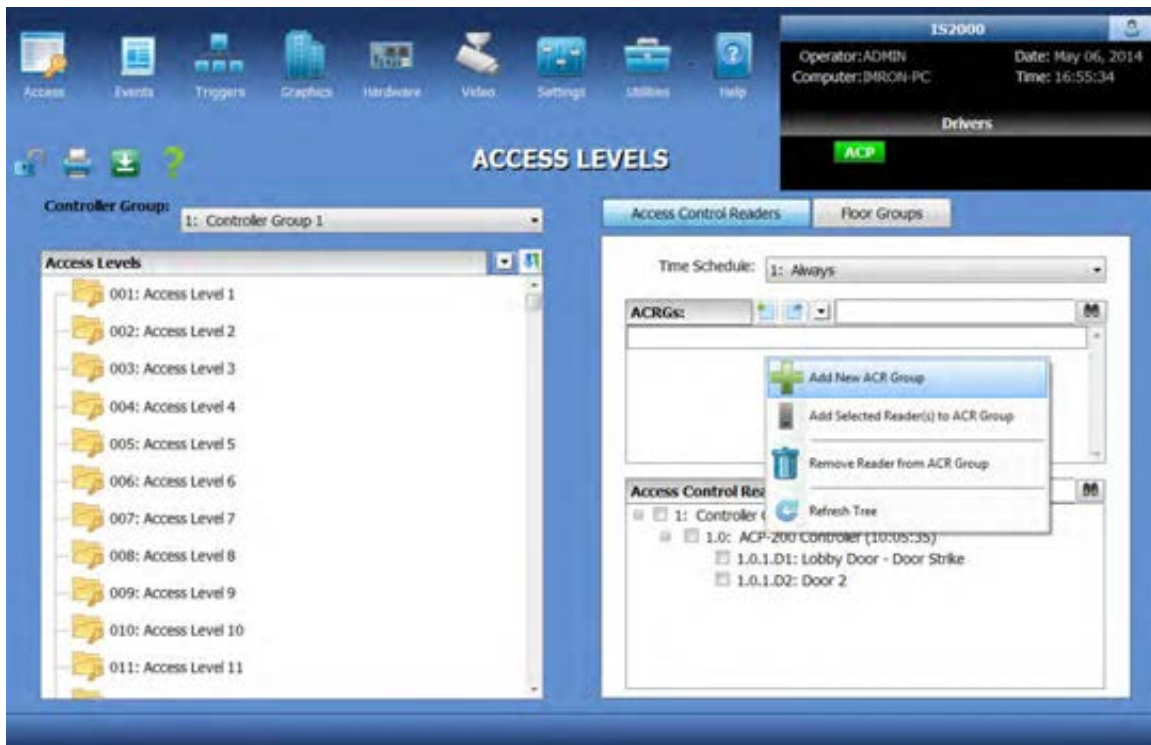 IS2000
Operator:ADMIN Date: May 06, 2014
Computer:IMRON-PC Time: 16:55:34
Drivers
ACP
Access Events Triggers Graphics Hardware Video Settings Utilities Help
ACCESS LEVELS
Controller Group:
1: Controller Group 1
Access Levels
001: Access Level 1
002: Access Level 2
003: Access Level 3
004: Access Level 4
005: Access Level 5
006: Access Level 6
007: Access Level 7
008: Access Level 8
009: Access Level 9
010: Access Level 10
011: Access Level 11
Access Control Readers Floor Groups
Time Schedule: 1: Always
ACRGs:
Add New ACR Group
Add Selected Reader(s) to ACR Group
Remove Reader from ACR Group
Refresh Tree
Access Control Rea
1: Controller
1.0: ACP-200 Controller (10:05:35)
1.0.1.D1: Lobby Door - Door Strike
1.0.1.D2: Door 2